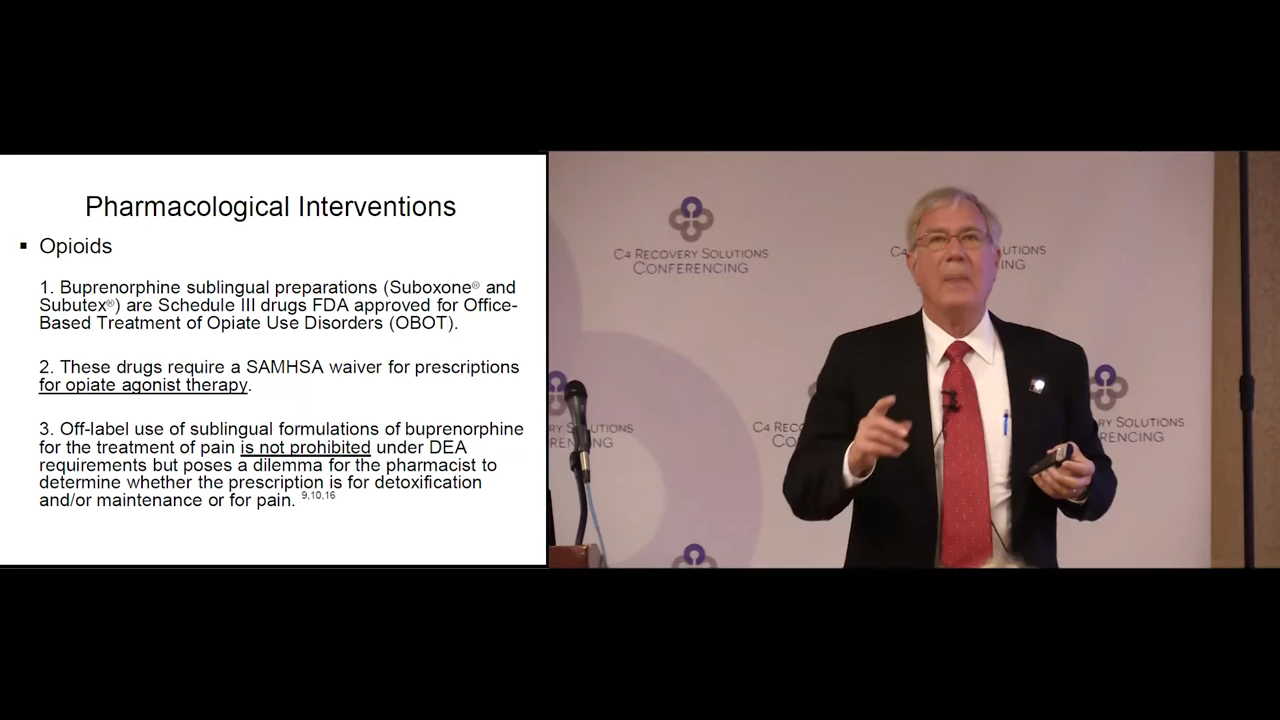 Pharmacological Interventions
▪ Opioids
1. Buprenorphine sublingual preparations (Suboxone® and
Subutex®) are Schedule III drugs FDA approved for Office-
Based Treatment of Opiate Use Disorders (OBOT).
2. These drugs require a SAMHSA waiver for prescriptions
for opiate agonist therapy.
3. Off-label use of sublingual formulations of buprenorphine
for the treatment of pain is not prohibited under DEA
requirements but poses a dilemma for the pharmacist to
determine whether the prescription is for detoxification
and/or maintenance or for pain. 9,10,16
C4 RECOVERY SOLUTIONS
CONFERENCING